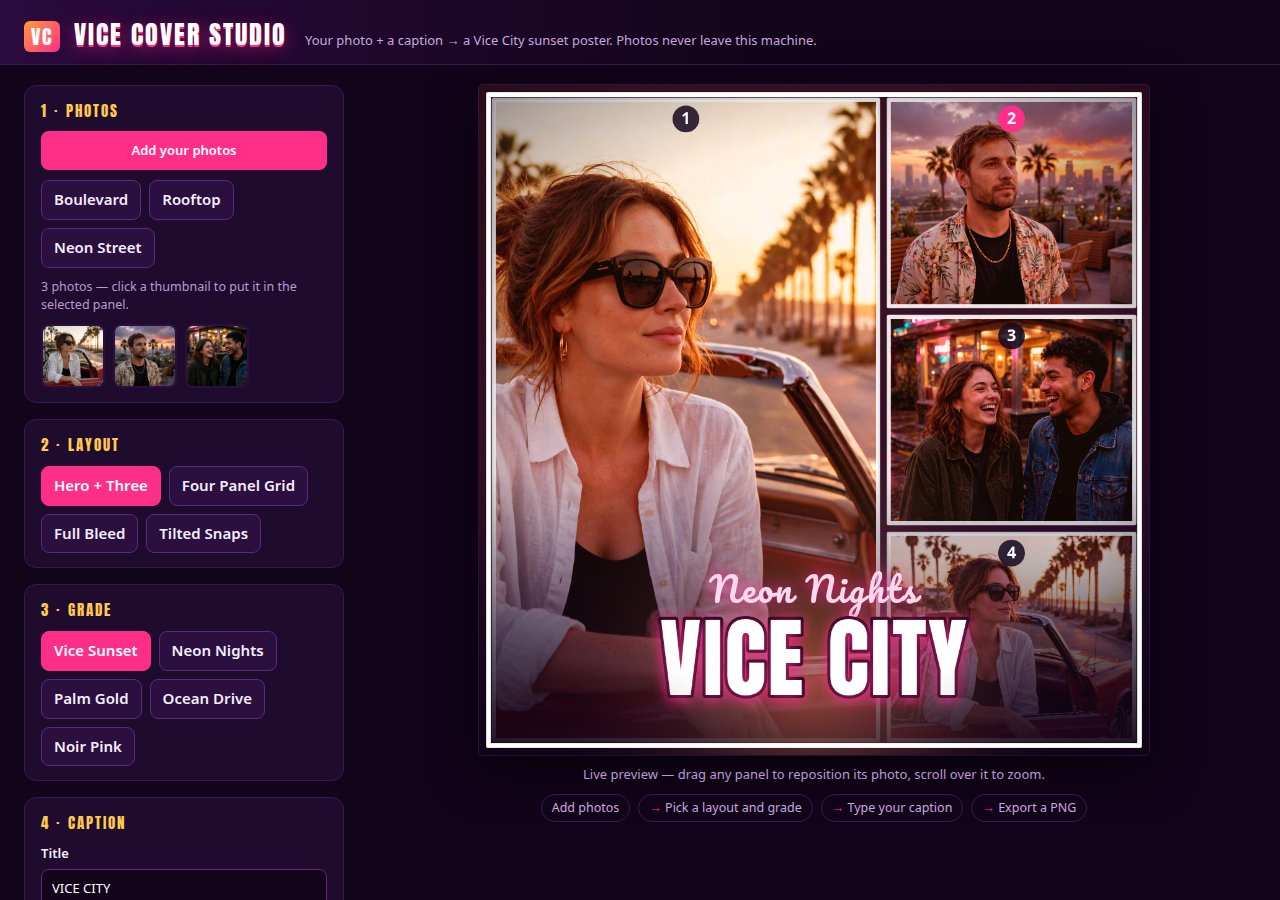 VC
VICE COVER STUDIO
Your photo + a caption → a Vice City sunset poster. Photos never leave this machine.
1 · PHOTOS
Add your photos
Boulevard
Rooftop
Neon Street
3 photos — click a thumbnail to put it in the
selected panel.
2 · LAYOUT
Hero + Three
Four Panel Grid
Full Bleed
Tilted Snaps
3 · GRADE
Vice Sunset
Neon Nights
Palm Gold
Ocean Drive
Noir Pink
4 · CAPTION
Title
VICE CITY
1
2
3
4
Neon Nights
VICE CITY
Live preview — drag any panel to reposition its photo, scroll over it to zoom.
Add photos
→ Pick a layout and grade
→ Type your caption
→ Export a PNG